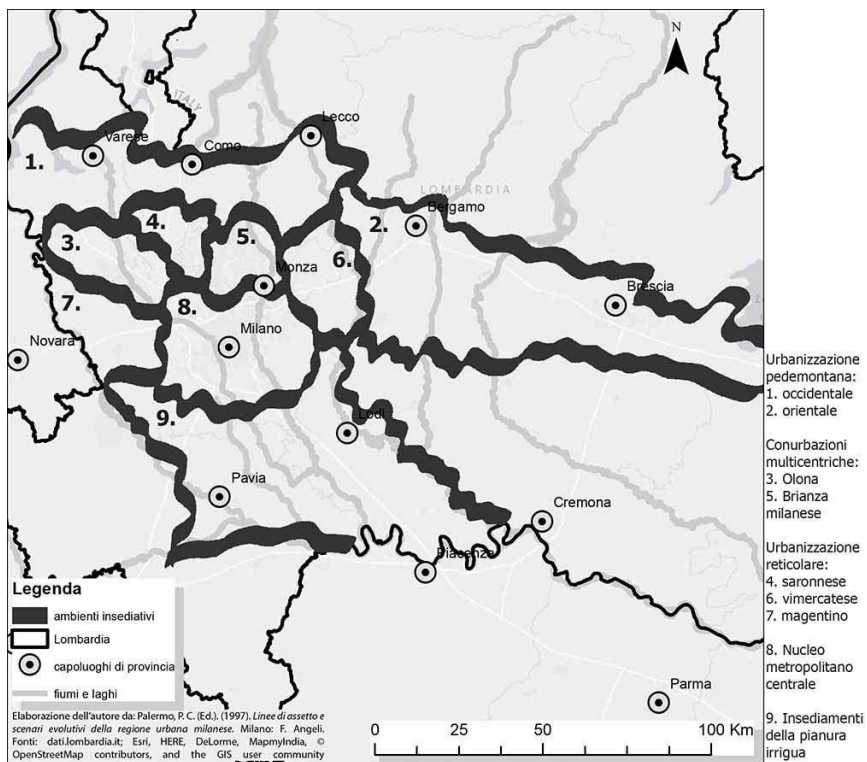 N
ITALY
Lecco
Varese
Como
1.
LOMBARDIA
4.
2.
Bergamo
3.
5.
6.
Monza
7.
8.
Brescia
Milano
Novara
9.
Lodi
Pavia
Cremona
Piacenza
Parma
Legenda
ambienti insediativi
Lombardia
capoluoghi di provincia
fiumi e laghi
Elaborazione dell'autore da: Palermo, P. C. (Ed.). (1997). Linee di assetto e
scenari evolutivi della regione urbana milanese. Milano: F. Angeli.
Fonti: dati.lombardia.it; Esri, HERE, DeLorme, MapmyIndia, ©
OpenStreetMap contributors, and the GIS user community
0 25 50 100 Km
Urbanizzazione
pedemontana:
1. occidentale
2. orientale
Conurbazioni
multicentriche:
3. Olona
5. Brianza
milanese
Urbanizzazione
reticolare:
4. saronnese
6. vimercatese
7. magentino
8. Nucleo
metropolitano
centrale
9. Insediamenti
della pianura
irrigua